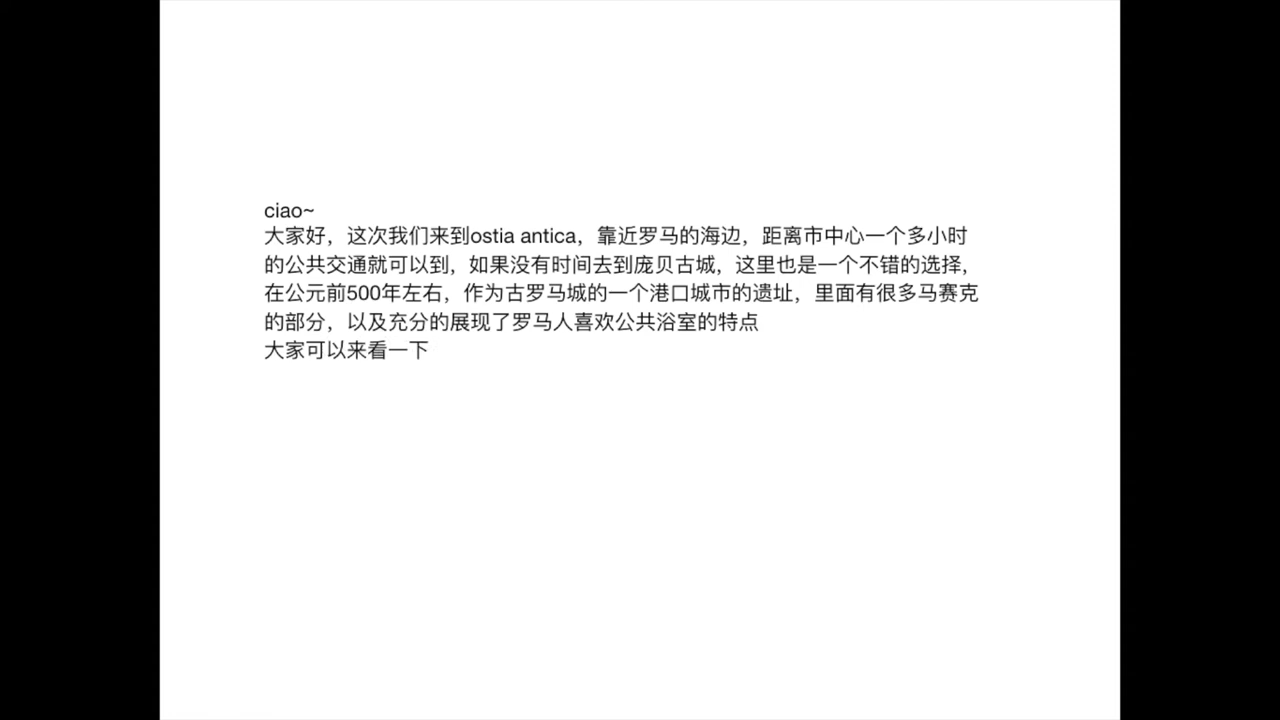 ciao~
大家好，这次我们来到ostia antica，靠近罗马的海边，距离市中心一个多小时
的公共交通就可以到，如果没有时间去到庞贝古城，这里也是一个不错的选择，
在公元前500年左右，作为古罗马城的一个港口城市的遗址，里面有很多马赛克
的部分，以及充分的展现了罗马人喜欢公共浴室的特点
大家可以来看一下